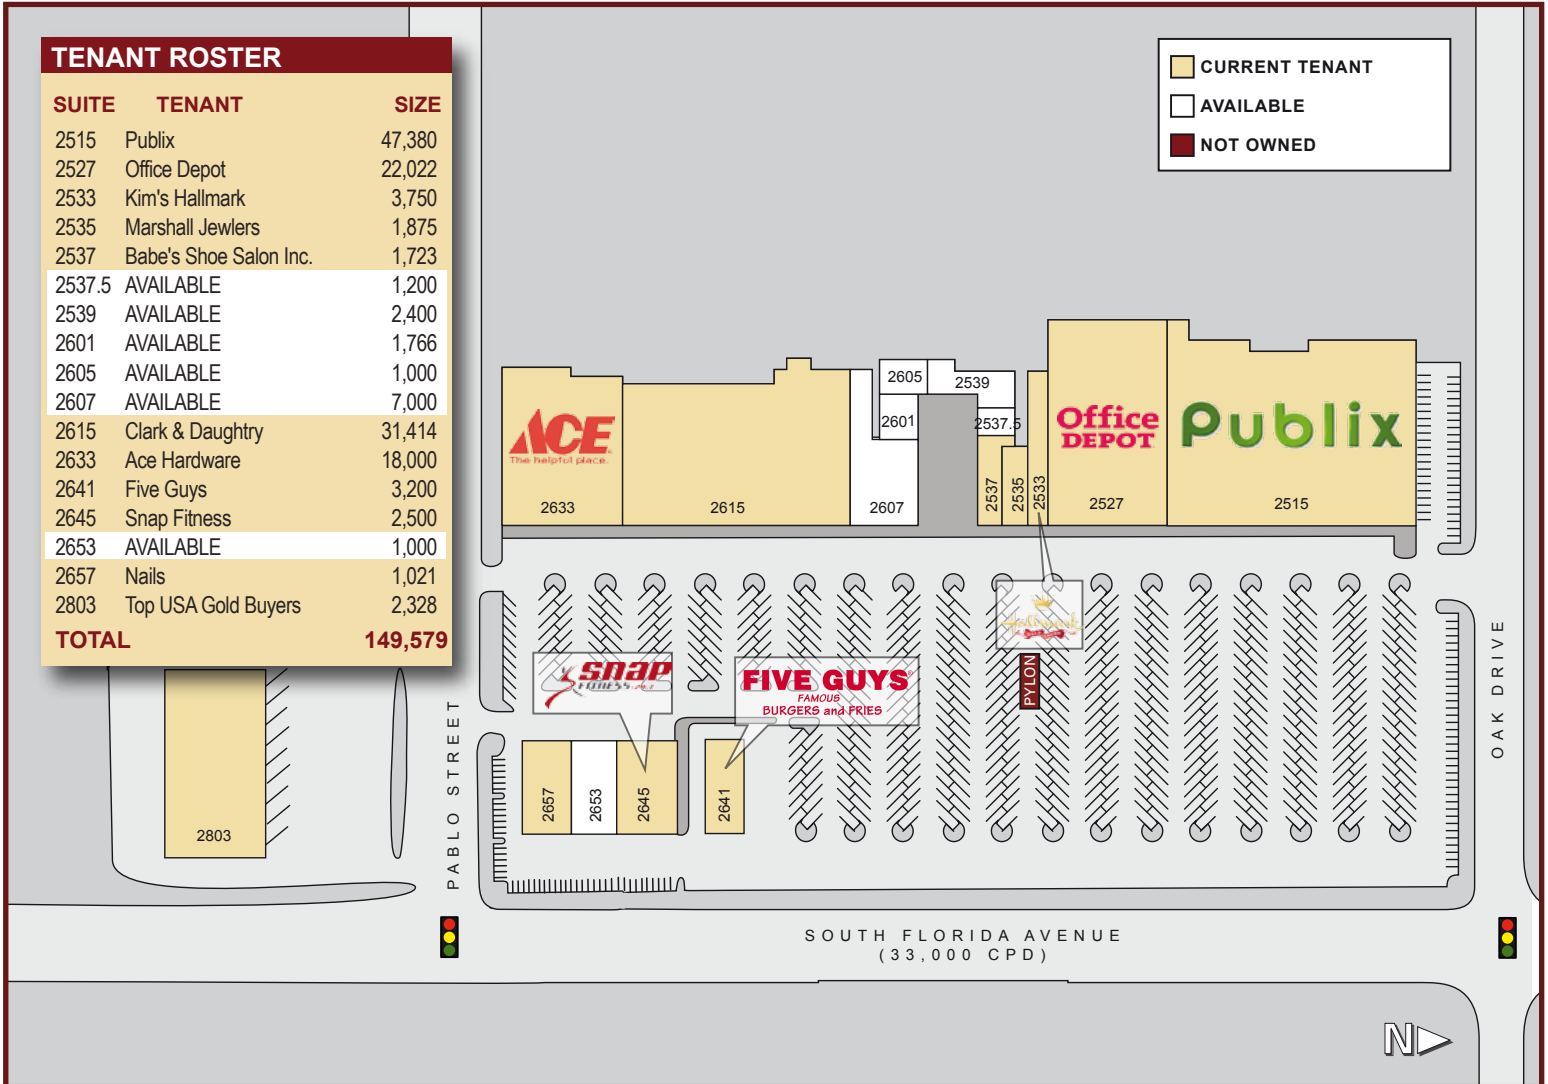 TENANT ROSTER
SUITE TENANT SIZE
2515 Publix 47,380
2527 Office Depot 22,022
2533 Kim's Hallmark 3,750
2535 Marshall Jewlers 1,875
2537 Babe's Shoe Salon Inc. 1,723
2537.5 AVAILABLE 1,200
2539 AVAILABLE 2,400
2601 AVAILABLE 1,766
2605 AVAILABLE 1,000
2607 AVAILABLE 7,000
2615 Clark & Daughtry 31,414
2633 Ace Hardware 18,000
2641 Five Guys 3,200
2645 Snap Fitness 2,500
2653 AVAILABLE 1,000
2657 Nails 1,021
2803 Top USA Gold Buyers 2,328
TOTAL 149,579
CURRENT TENANT
AVAILABLE
NOT OWNED
ACE
The helpful place.
2633
2615
2607
2605
2601
2539
2537.5
2537
2535
2533
Office
DEPOT
2527
Publix
2515
Hallmark
PYLON
snap
FITNESS 24-7
FIVE GUYS
FAMOUS
BURGERS and FRIES
2657
2653
2645
2641
2803
PABLO STREET
OAK DRIVE
SOUTH FLORIDA AVENUE
(33,000 CPD)
N